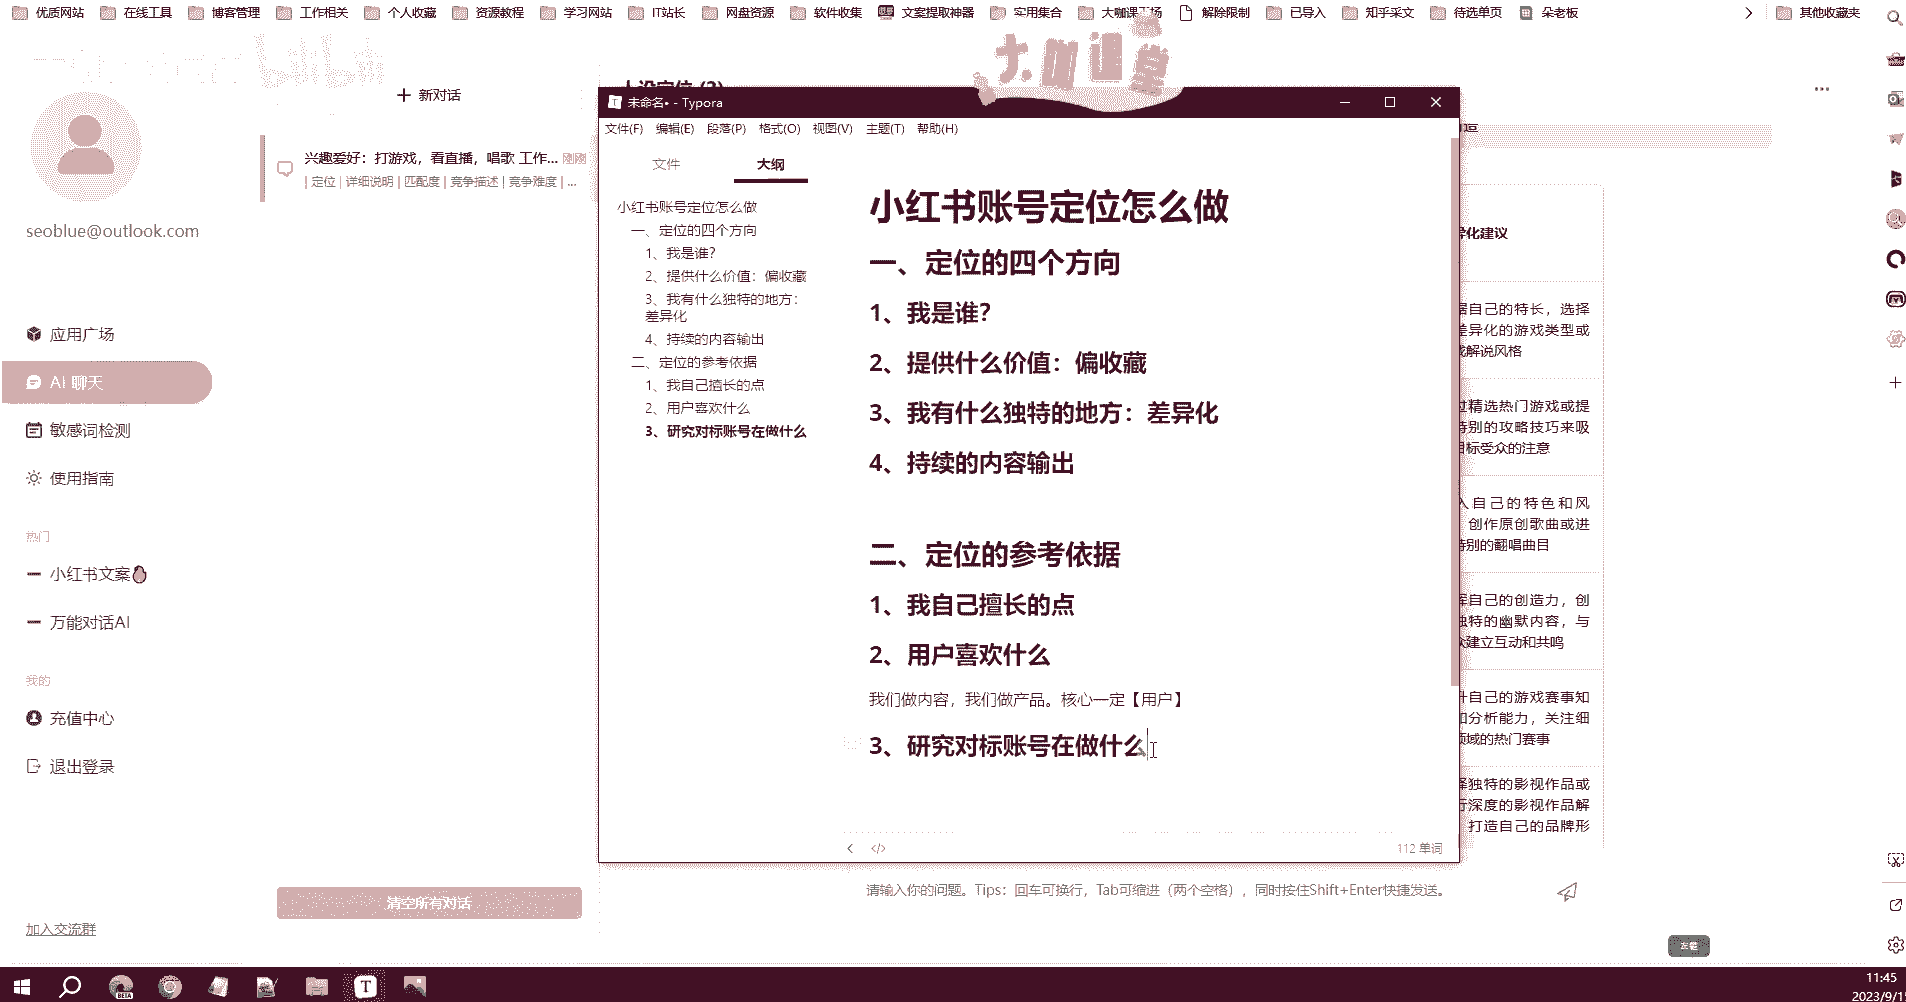 优质网站
在线工具
博客管理
工作相关
个人收藏
资源教程
学习网站
IT站长
网盘资源
软件收集
文案提取神器
实用集合
解除限制
已导入
知乎采文
待选单页
朵老板
其他收藏夹
大咖课堂
bilibili
seoblue@outlook.com
应用广场
AI 聊天
敏感词检测
使用指南
热门
小红书文案
万能对话AI
我的
充值中心
退出登录
加入交流群
新对话
兴趣爱好：打游戏，看直播，唱歌 工作... 刚刚
| 定位 | 详细说明 | 匹配度 | 竞争描述 | 竞争难度 | ...
清空所有对话
未命名• - Typora
文件(F) 编辑(E) 段落(P) 格式(O) 视图(V) 主题(T) 帮助(H)
文件 大纲
小红书账号定位怎么做
一、定位的四个方向
1、我是谁？
2、提供什么价值：偏收藏
3、我有什么独特的地方：
差异化
4、持续的内容输出
二、定位的参考依据
1、我自己擅长的点
2、用户喜欢什么
3、研究对标账号在做什么
小红书账号定位怎么做
一、定位的四个方向
1、我是谁？
2、提供什么价值：偏收藏
3、我有什么独特的地方：差异化
4、持续的内容输出
二、定位的参考依据
1、我自己擅长的点
2、用户喜欢什么
我们做内容，我们做产品。核心一定【用户】
3、研究对标账号在做什么
112 单词
化建议
自己的特长，选择
差异化的游戏类型或
解说风格
精选热门游戏或提
特别的攻略技巧来吸
目标受众的注意
入自己的特色和风
创作原创歌曲或进
特别的翻唱曲目
自己的创造力，创
独特的幽默内容，与
建立互动和共鸣
自己的游戏赛事知
分析能力，关注细
领域的热门赛事
择独特的影视作品或
行深度的影视作品解
打造自己的品牌形
请输入你的问题。Tips：回车可换行，Tab可缩进（两个空格），同时按住Shift+Enter快捷发送。
11:45